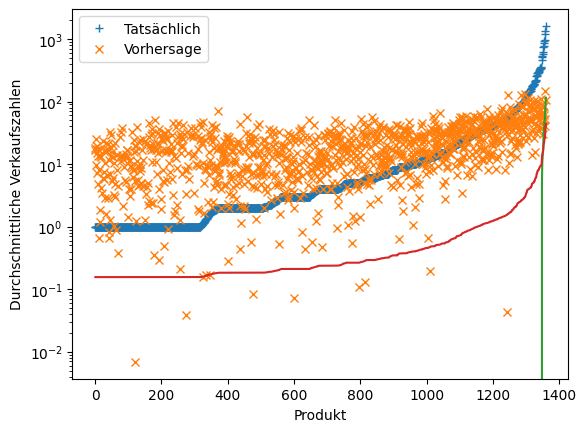 Tatsächlich
Vorhersage
Durchschnittliche Verkaufszahlen
10³
10²
10¹
10⁰
10⁻¹
10⁻²
0 200 400 600 800 1000 1200 1400
Produkt